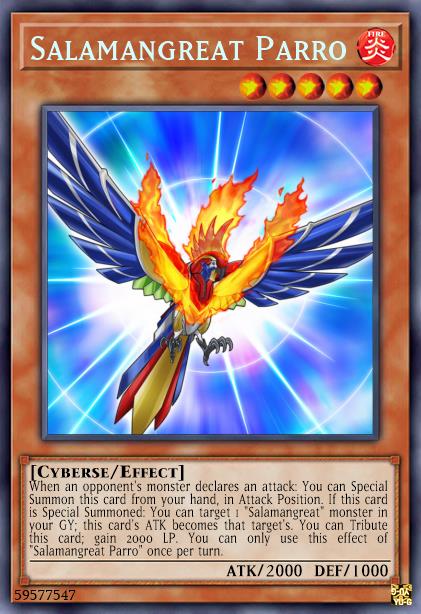 SALAMANGREAT PARRO
FIRE
炎
[CYBERSE/EFFECT]
When an opponent's monster declares an attack: You can Special
Summon this card from your hand, in Attack Position. If this card
is Special Summoned: You can target 1 "Salamangreat" monster in
your GY; this card's ATK becomes that target's. You can Tribute
this card; gain 2000 LP. You can only use this effect of
"Salamangreat Parro" once per turn.
ATK/2000 DEF/1000
59577547